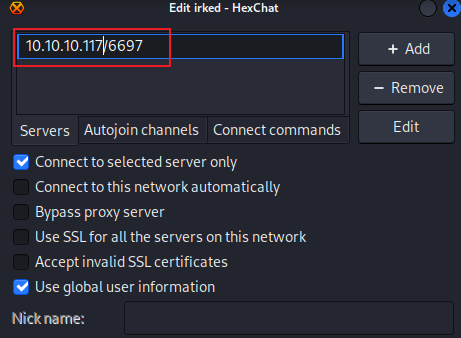 Edit irked - HexChat
10.10.10.117/6697
+ Add
− Remove
Edit
Servers Autojoin channels Connect commands
Connect to selected server only
Connect to this network automatically
Bypass proxy server
Use SSL for all the servers on this network
Accept invalid SSL certificates
Use global user information
Nick name: